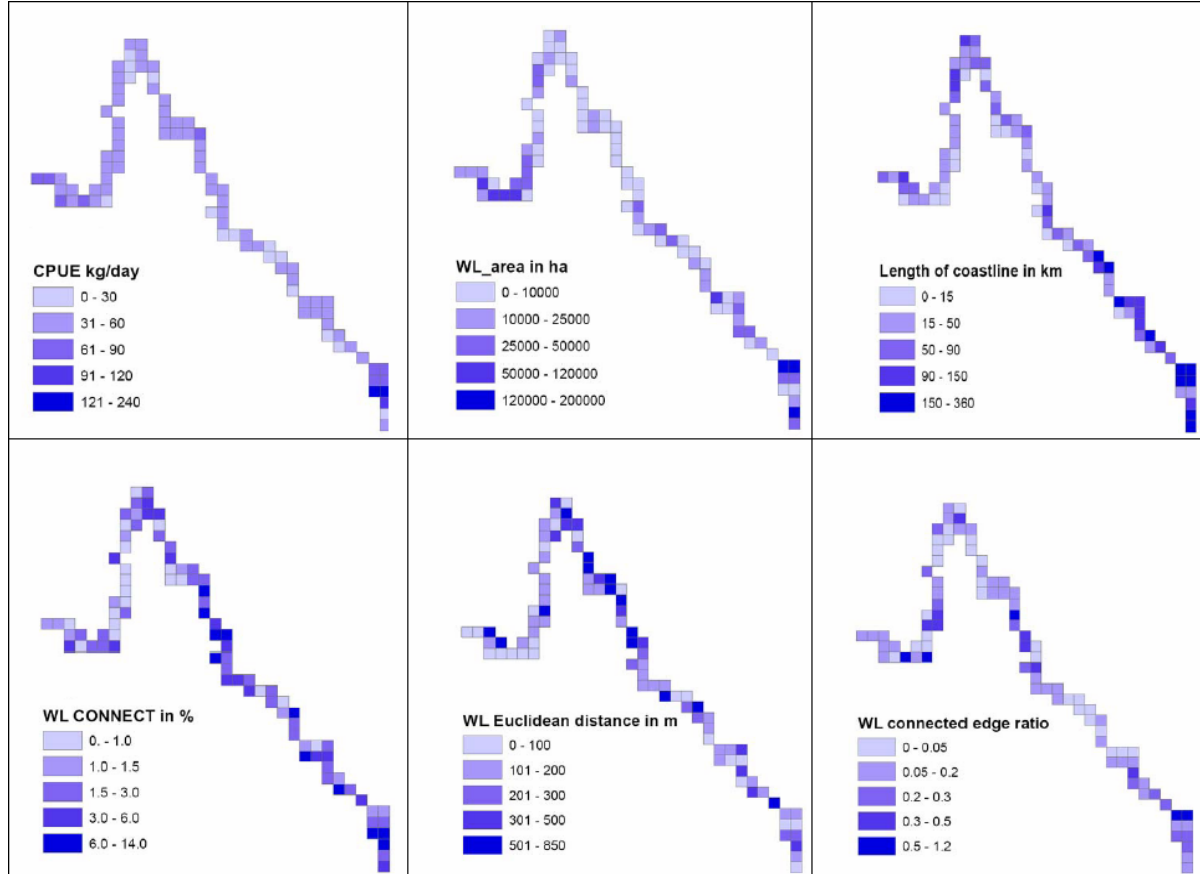 CPUE kg/day
0 - 30
31 - 60
61 - 90
91 - 120
121 - 240
WL_area in ha
0 - 10000
10000 - 25000
25000 - 50000
50000 - 120000
120000 - 200000
Length of coastline in km
0 - 15
15 - 50
50 - 90
90 - 150
150 - 360
WL CONNECT in %
0. - 1.0
1.0 - 1.5
1.5 - 3.0
3.0 - 6.0
6.0 - 14.0
WL Euclidean distance in m
0 - 100
101 - 200
201 - 300
301 - 500
501 - 850
WL connected edge ratio
0 - 0.05
0.05 - 0.2
0.2 - 0.3
0.3 - 0.5
0.5 - 1.2